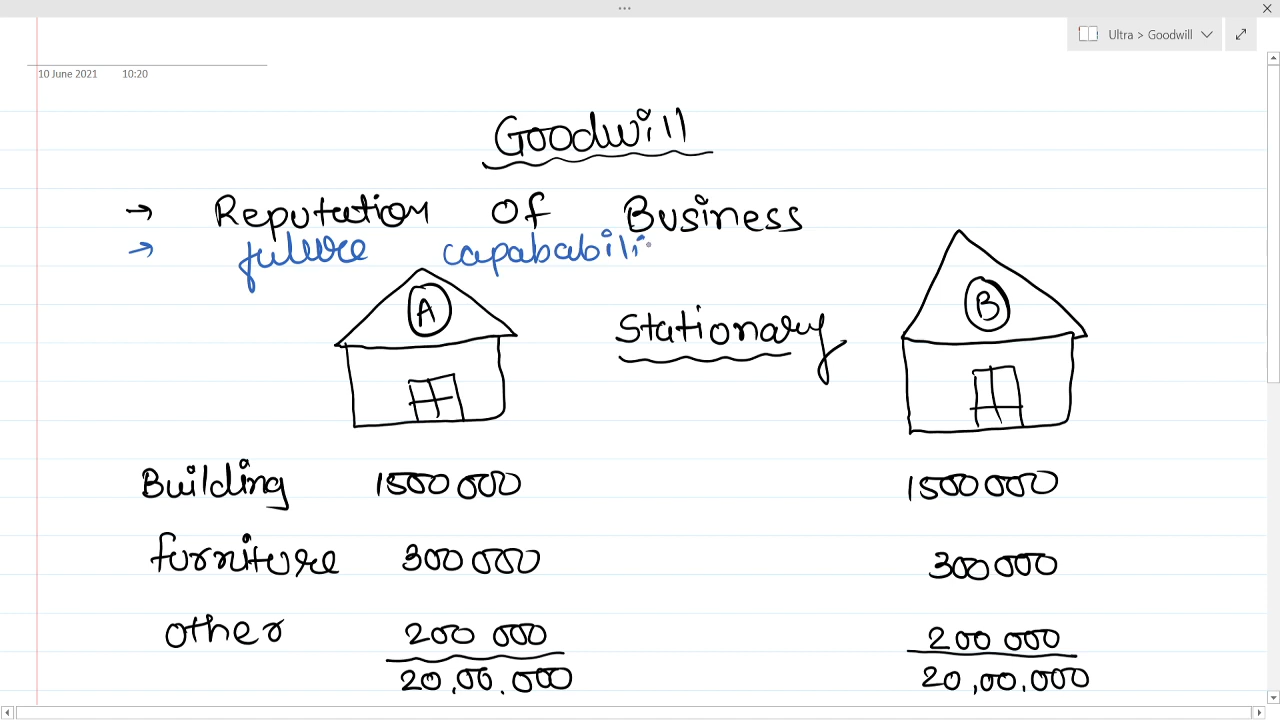 Ultra > Goodwill
10 June 2021 10:20
Goodwill
→ Reputation of Business
→ future capababili
A
B
Stationary
Building 1500 000 1500 000
furniture 300 000 300 000
other 200 000 200 000
20,00,000 20,00,000